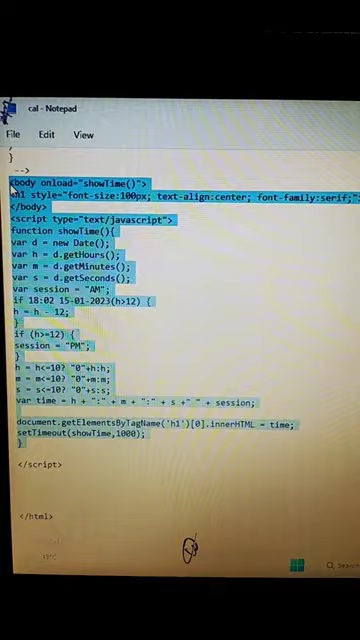 cal - Notepad
File Edit View
}
-->
<body onload="showTime()">
<h1 style="font-size:100px; text-align:center; font-family:serif;"
</body>
<script type="text/javascript">
function showTime(){
var d = new Date();
var h = d.getHours();
var m = d.getMinutes();
var s = d.getSeconds();
var session = "AM";
if 18:02 15-01-2023(h>12) {
h = h - 12;
}
if (h>=12) {
session = "PM";
}
h = h<=10? "0"+h:h;
m = m<=10? "0"+m:m;
s = s<=10? "0"+s:s;
var time = h + ":" + m + ":" + s +" " + session;
document.getElementsByTagName('h1')[0].innerHTML = time;
setTimeout(showTime,1000);
}
</script>
</html>
Search